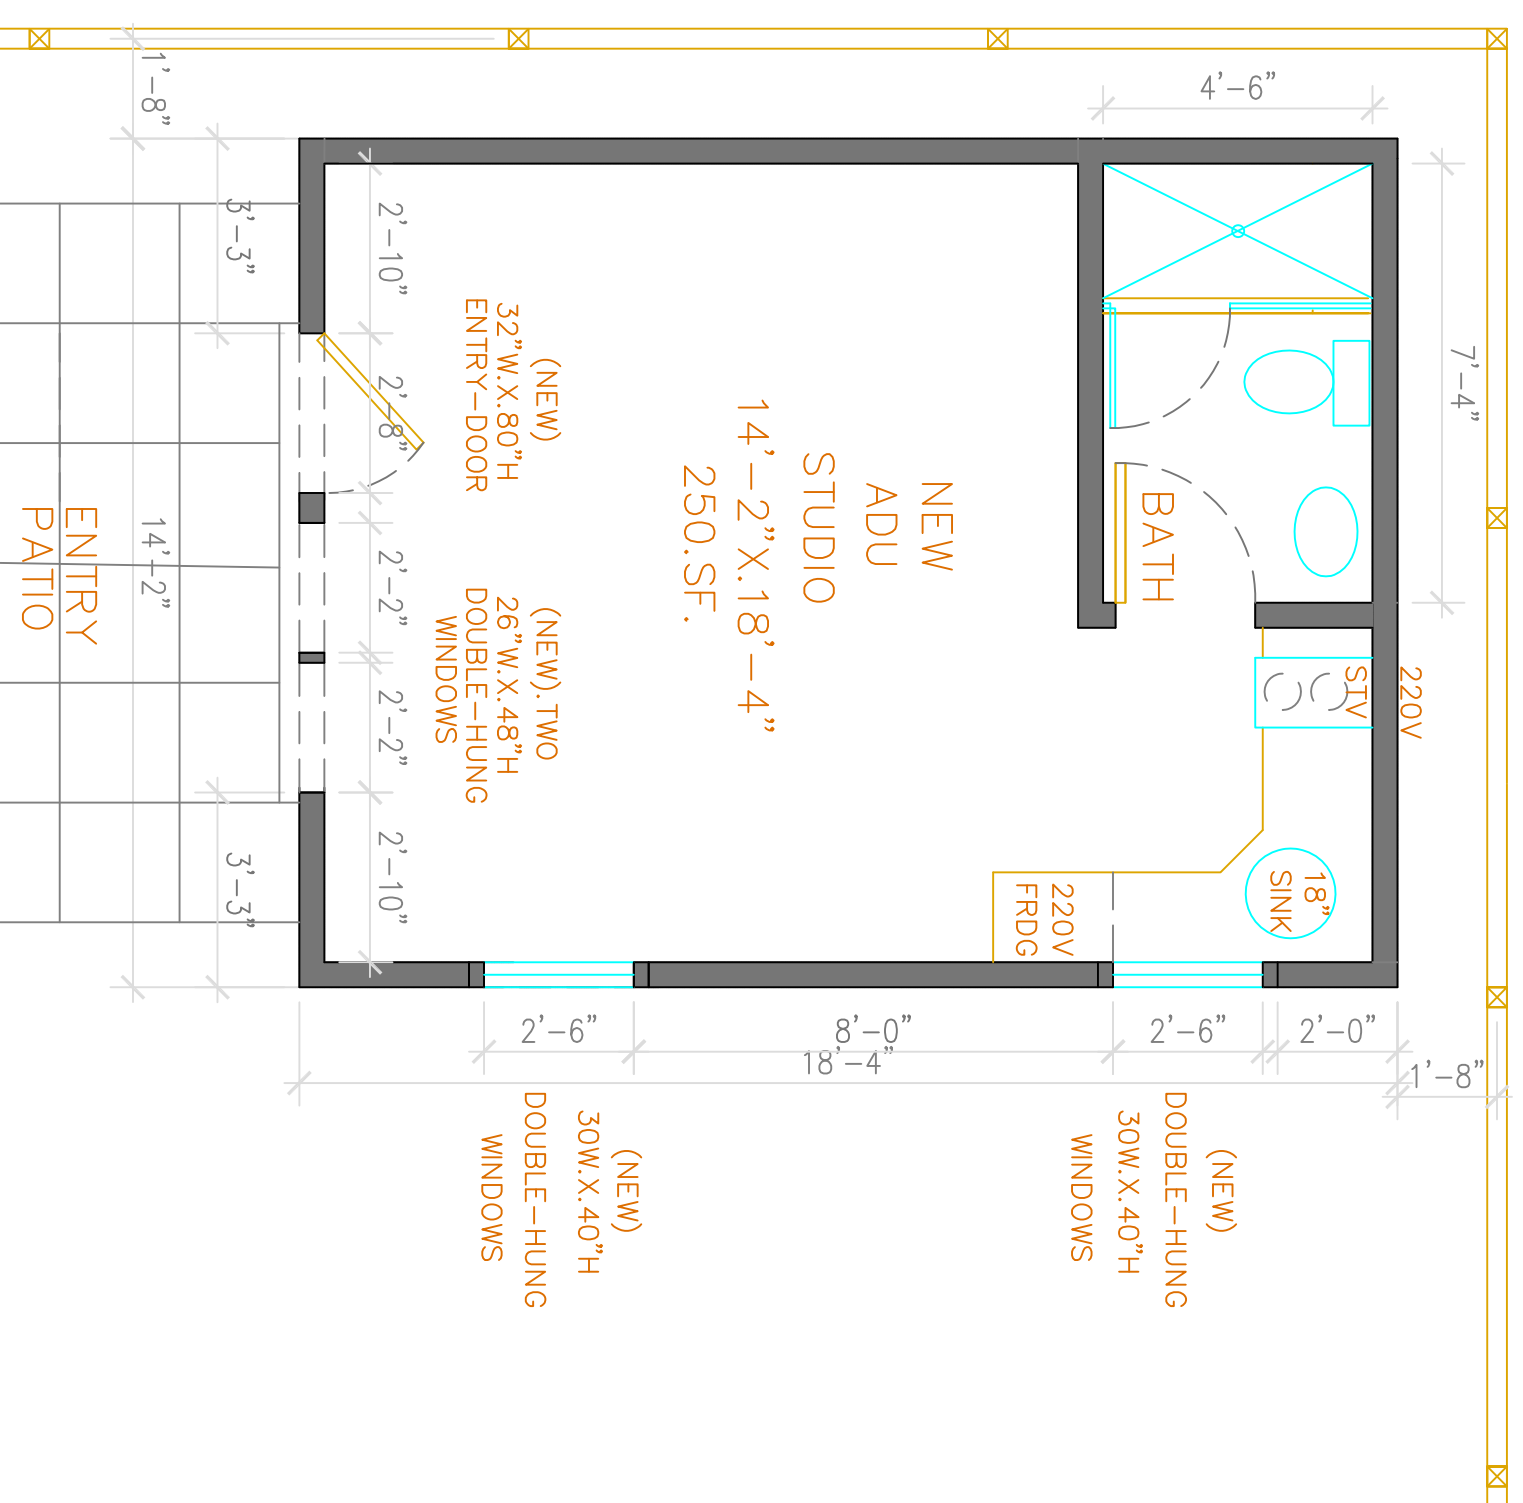 4'-6"
1'-8"
3'-3"
2'-10"
7'-4"
(NEW)
32"W.X.80"H
ENTRY-DOOR
2'-8"
NEW
ADU
STUDIO
14'-2"X.18'-4"
250.SF.
BATH
ENTRY
PATIO
14'-2"
2'-2"
(NEW).TWO
26"W.X.48"H
DOUBLE-HUNG
WINDOWS
2'-2"
220V
STV
3'-3"
2'-10"
220V
FRDG
18"
SINK
2'-6"
8'-0"
2'-6"
2'-0"
18'-4"
1'-8"
(NEW)
30W.X.40"H
DOUBLE-HUNG
WINDOWS
(NEW)
DOUBLE-HUNG
30W.X.40"H
WINDOWS